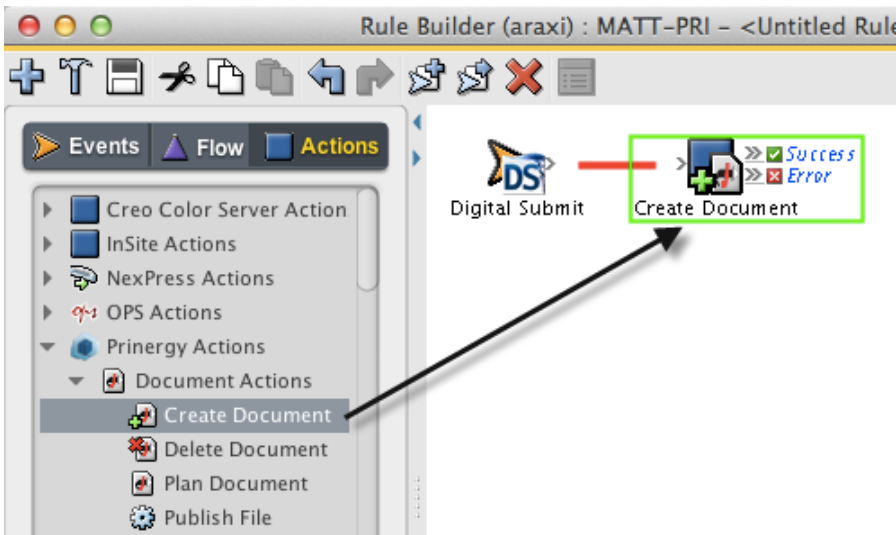 Rule Builder (araxi) : MATT-PRI – <Untitled Rule
Events Flow Actions
Creo Color Server Action
InSite Actions
NexPress Actions
OPS Actions
Prinergy Actions
Document Actions
Create Document
Delete Document
Plan Document
Publish File
DS
Digital Submit
Success
Error
Create Document